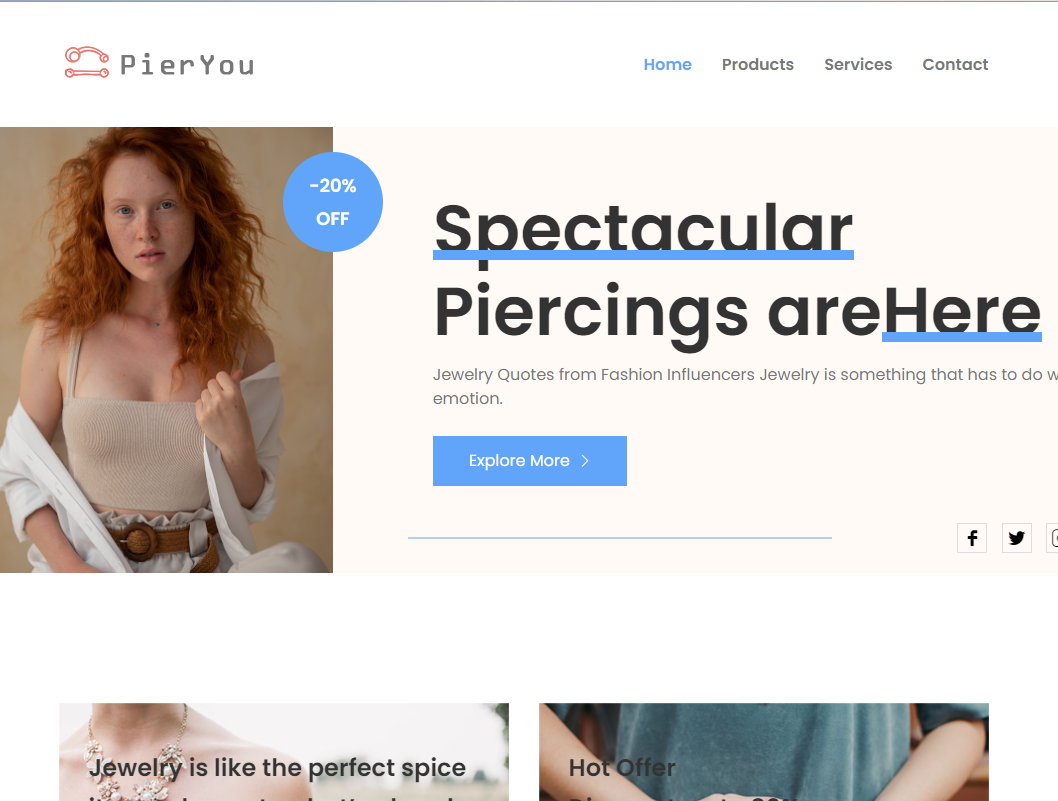 PierYou
Home Products Services Contact
-20%
OFF
Spectacular
Piercings areHere
Jewelry Quotes from Fashion Influencers Jewelry is something that has to do
emotion.
Explore More
Jewelry is like the perfect spice
Hot Offer